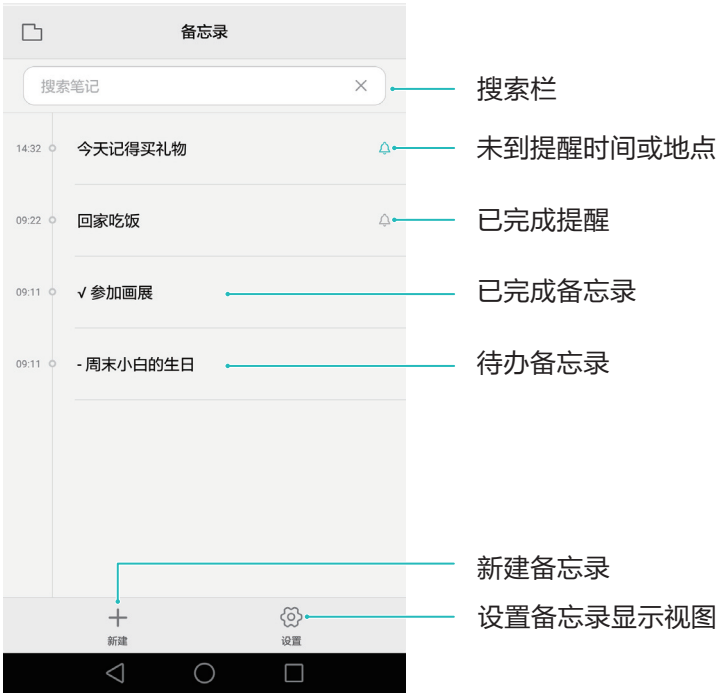 备忘录
搜索笔记
搜索栏
14:32 今天记得买礼物
未到提醒时间或地点
09:22 回家吃饭
已完成提醒
09:11 √ 参加画展
已完成备忘录
09:11 - 周末小白的生日
待办备忘录
新建备忘录
设置备忘录显示视图
新建
设置